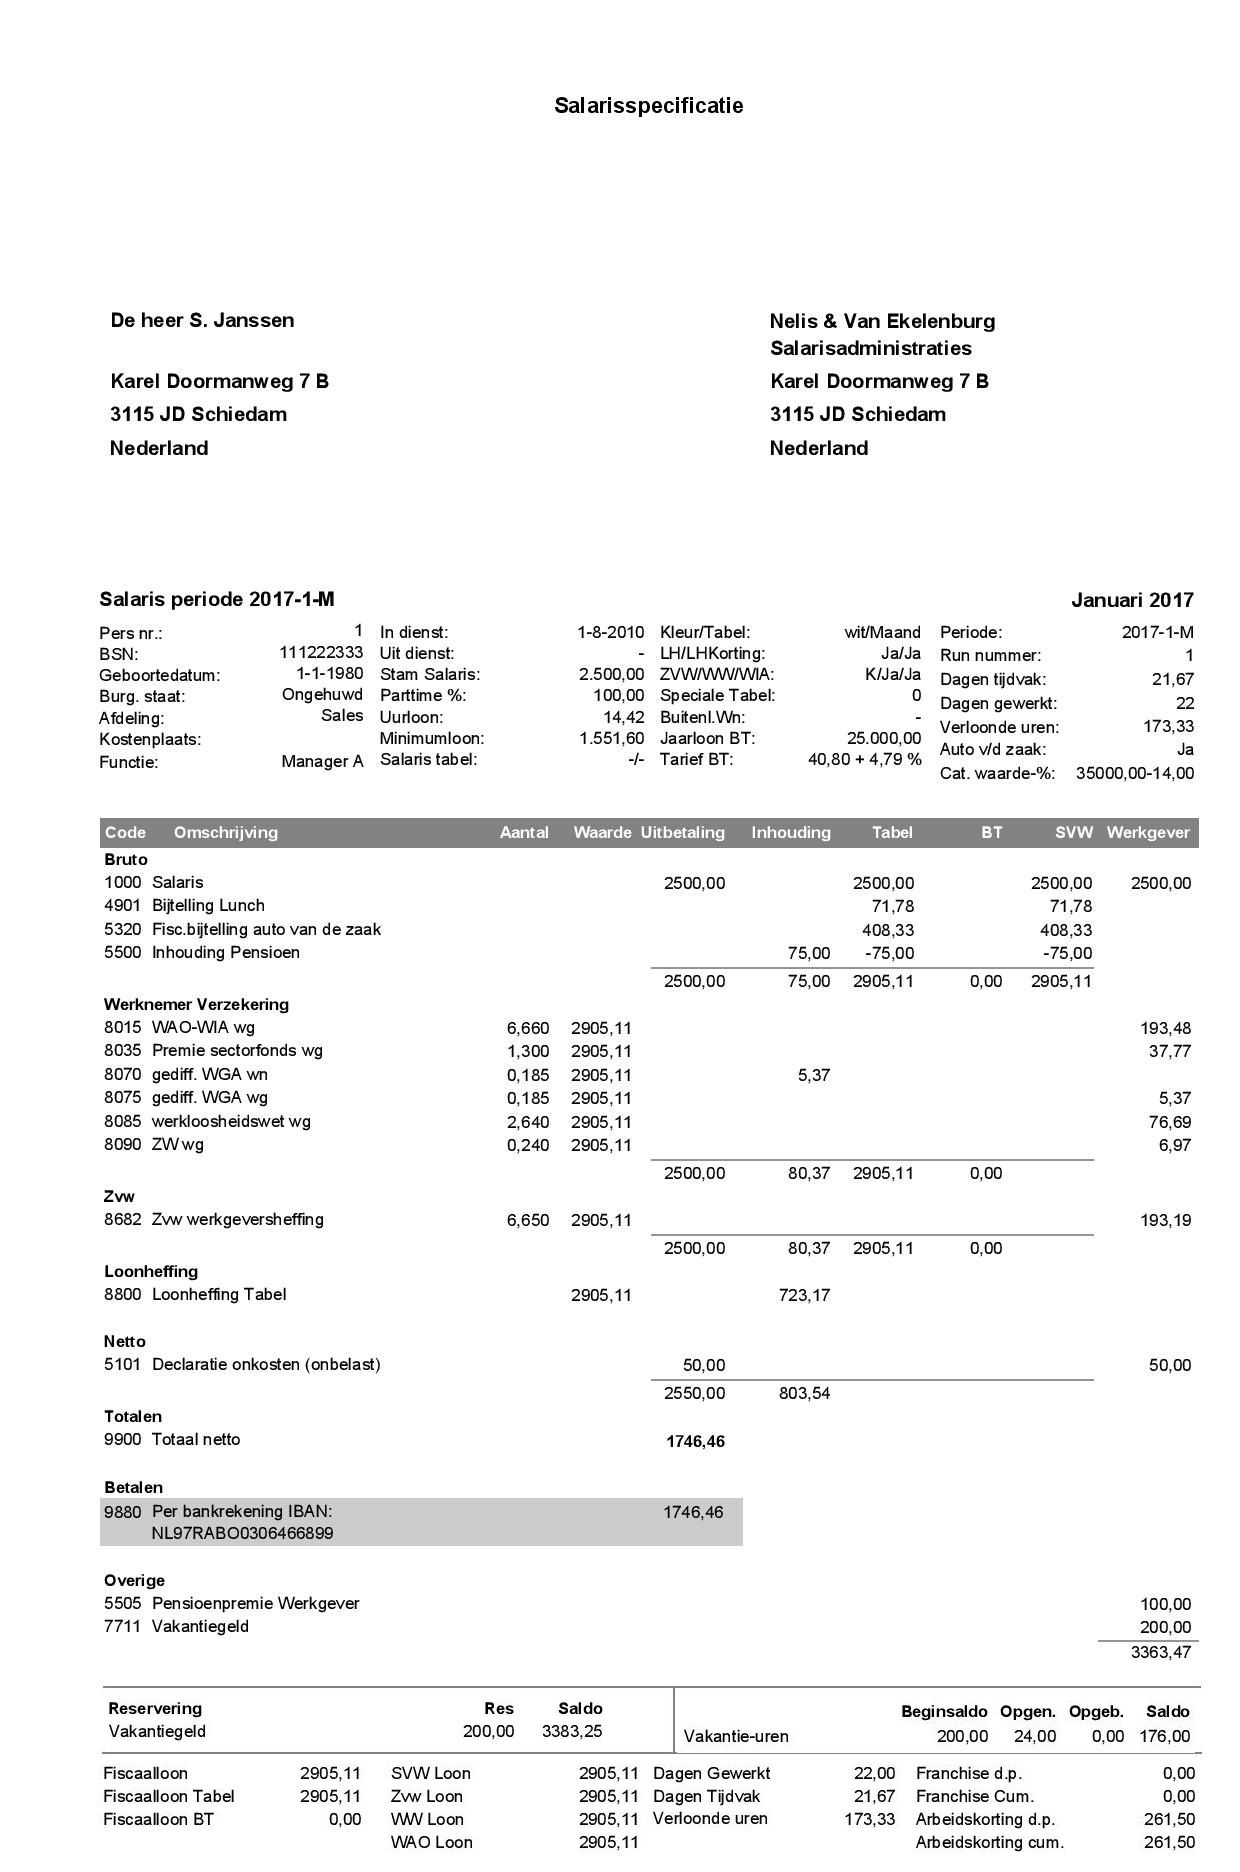 Salarisspecificatie
De heer S. Janssen
Karel Doormanweg 7 B
3115 JD Schiedam
Nederland
Nelis & Van Ekelenburg
Salarisadministraties
Karel Doormanweg 7 B
3115 JD Schiedam
Nederland
Salaris periode 2017-1-M
Januari 2017
Pers nr.: 1
BSN: 111222333
Geboortedatum: 1-1-1980
Burg. staat: Ongehuwd
Afdeling: Sales
Kostenplaats:
Functie: Manager A
In dienst: 1-8-2010
Uit dienst: -
Stam Salaris: 2.500,00
Parttime %: 100,00
Uurloon: 14,42
Minimumloon: 1.551,60
Salaris tabel: -/-
Kleur/Tabel: wit/Maand
LH/LHKorting: Ja/Ja
ZVW/WW/WIA: K/Ja/Ja
Speciale Tabel: 0
Buitenl.Wn: -
Jaarloon BT: 25.000,00
Tarief BT: 40,80 + 4,79 %
Periode: 2017-1-M
Run nummer: 1
Dagen tijdvak: 21,67
Dagen gewerkt: 22
Verloonde uren: 173,33
Auto v/d zaak: Ja
Cat. waarde-%: 35000,00-14,00
Code Omschrijving Aantal Waarde Uitbetaling Inhouding Tabel BT SVW Werkgever
Bruto
1000 Salaris 2500,00 2500,00 2500,00 2500,00
4901 Bijtelling Lunch 71,78 71,78
5320 Fisc.bijtelling auto van de zaak 408,33 408,33
5500 Inhouding Pensioen 75,00 -75,00 -75,00
2500,00 75,00 2905,11 0,00 2905,11
Werknemer Verzekering
8015 WAO-WIA wg 6,660 2905,11 193,48
8035 Premie sectorfonds wg 1,300 2905,11 37,77
8070 gediff. WGA wn 0,185 2905,11 5,37
8075 gediff. WGA wg 0,185 2905,11 5,37
8085 werkloosheidswet wg 2,640 2905,11 76,69
8090 ZW wg 0,240 2905,11 6,97
2500,00 80,37 2905,11 0,00
Zvw
8682 Zvw werkgeversheffing 6,650 2905,11 193,19
2500,00 80,37 2905,11 0,00
Loonheffing
8800 Loonheffing Tabel 2905,11 723,17
Netto
5101 Declaratie onkosten (onbelast) 50,00 50,00
2550,00 803,54
Totalen
9900 Totaal netto 1746,46
Betalen
9880 Per bankrekening IBAN: 1746,46
NL97RABO0306466899
Overige
5505 Pensioenpremie Werkgever 100,00
7711 Vakantiegeld 200,00
3363,47
Reservering Res Saldo
Vakantiegeld 200,00 3383,25
Beginsaldo Opgen. Opgeb. Saldo
Vakantie-uren 200,00 24,00 0,00 176,00
Fiscaalloon 2905,11
Fiscaalloon Tabel 2905,11
Fiscaalloon BT 0,00
SVW Loon 2905,11
Zvw Loon 2905,11
WW Loon 2905,11
WAO Loon 2905,11
Dagen Gewerkt 22,00
Dagen Tijdvak 21,67
Verloonde uren 173,33
Franchise d.p. 0,00
Franchise Cum. 0,00
Arbeidskorting d.p. 261,50
Arbeidskorting cum. 261,50